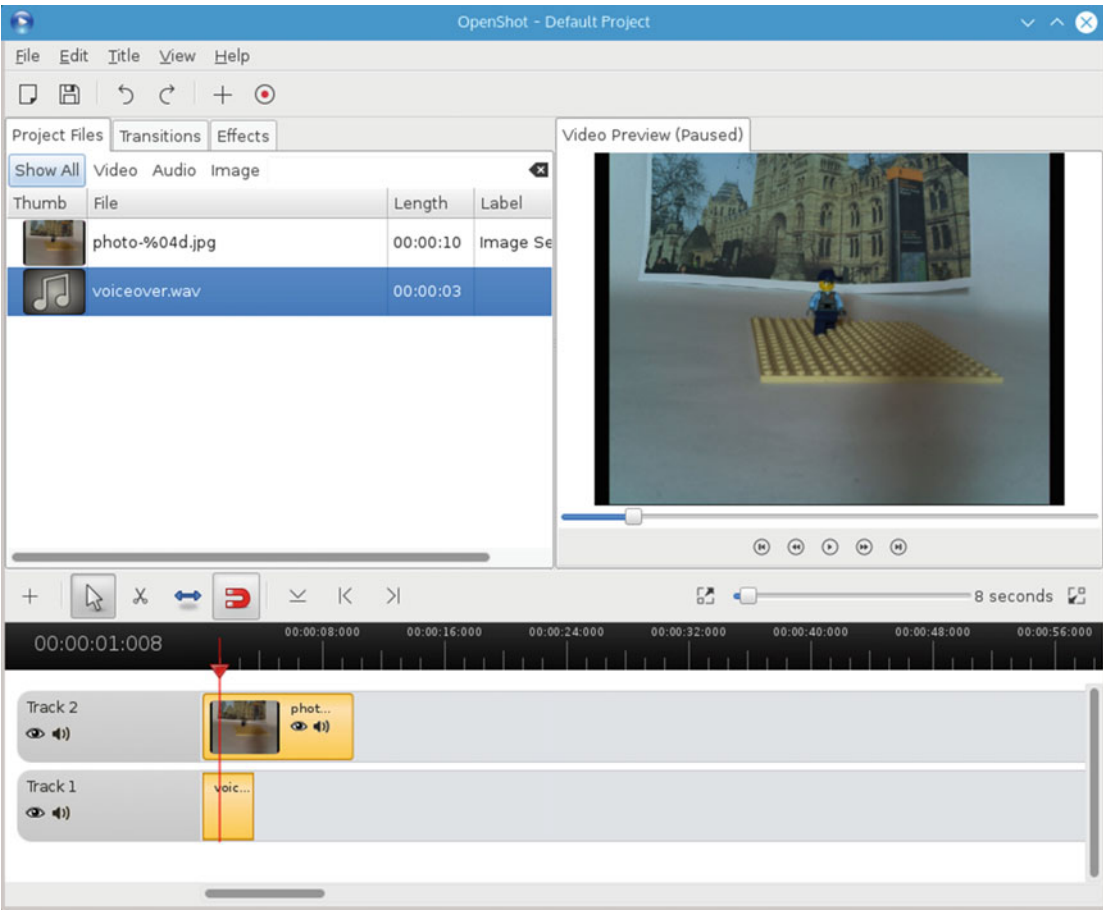 OpenShot - Default Project
File Edit Title View Help
Project Files Transitions Effects
Video Preview (Paused)
Show All Video Audio Image
Thumb File Length Label
photo-%04d.jpg 00:00:10 Image Se
voiceover.wav 00:00:03
8 seconds
00:00:01:008
00:00:08:000 00:00:16:000 00:00:24:000 00:00:32:000 00:00:40:000 00:00:48:000 00:00:56:000
Track 2
phot...
Track 1
voic...